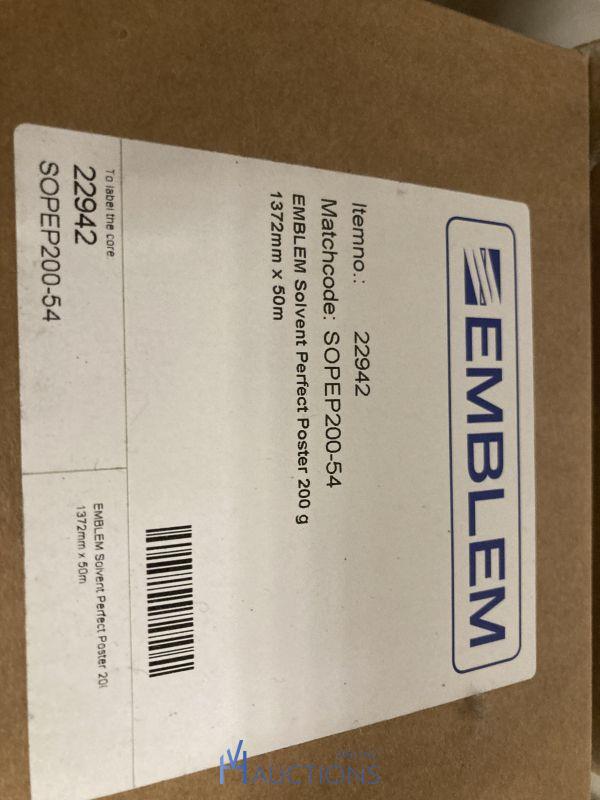 EMBLEM
Itemno.: 22942
Matchcode: SOPEP200-54
EMBLEM Solvent Perfect Poster 200 g
1372mm x 50m
To label the core
22942
SOPEP200-54
EMBLEM Solvent Perfect Poster 20
1372mm x 50m
AUCTIONS